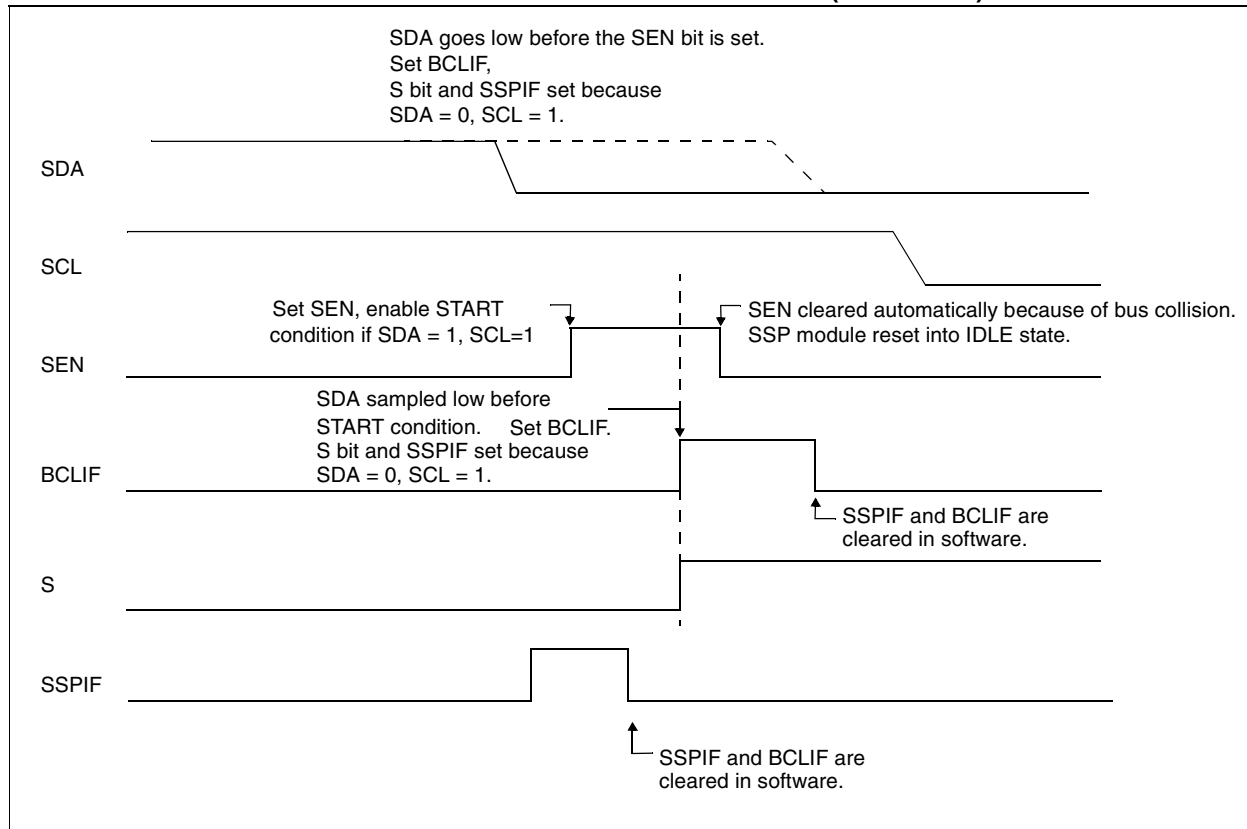 SDA goes low before the SEN bit is set.
Set BCLIF,
S bit and SSPIF set because
SDA = 0, SCL = 1.
SDA
SCL
Set SEN, enable START
condition if SDA = 1, SCL=1
SEN cleared automatically because of bus collision.
SSP module reset into IDLE state.
SEN
SDA sampled low before
START condition. Set BCLIF.
S bit and SSPIF set because
SDA = 0, SCL = 1.
BCLIF
SSPIF and BCLIF are
cleared in software.
S
SSPIF
SSPIF and BCLIF are
cleared in software.